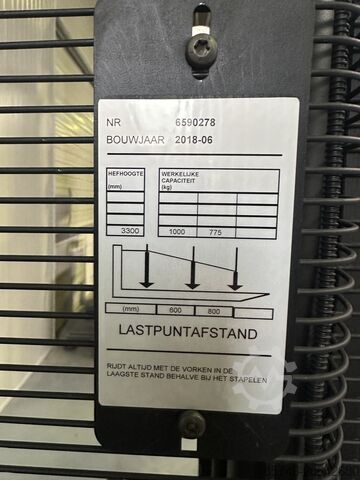 NR 6590278
BOUWJAAR 2018-06
HEFHOOGTE (mm)
WERKELIJKE CAPACITEIT (kg)
3300 1000 775
(mm) 600 800
LASTPUNTAFSTAND
RIJDT ALTIJD MET DE VORKEN IN DE
LAAGSTE STAND BEHALVE BIJ HET STAPELEN